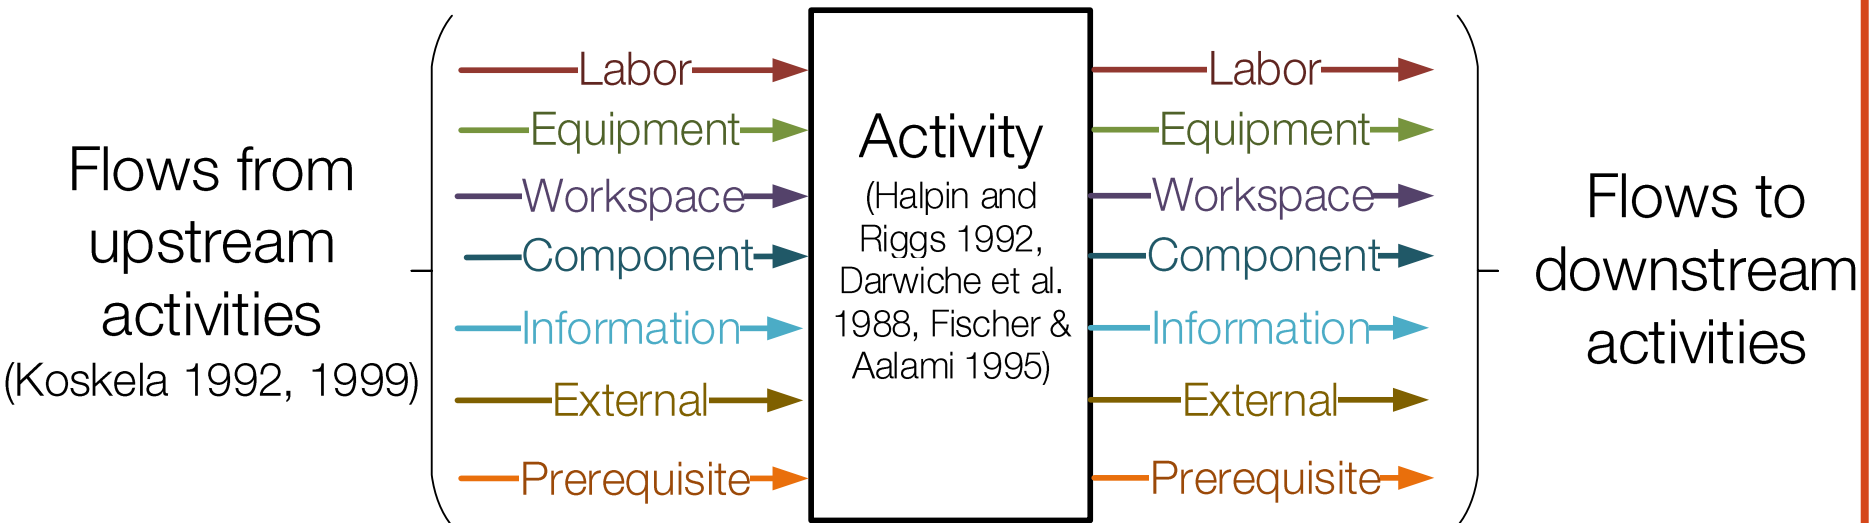 Flows from
upstream
activities
(Koskela 1992, 1999)
Labor
Equipment
Workspace
Component
Information
External
Prerequisite
Activity
(Halpin and
Riggs 1992,
Darwiche et al.
1988, Fischer &
Aalami 1995)
Labor
Equipment
Workspace
Component
Information
External
Prerequisite
Flows to
downstream
activities